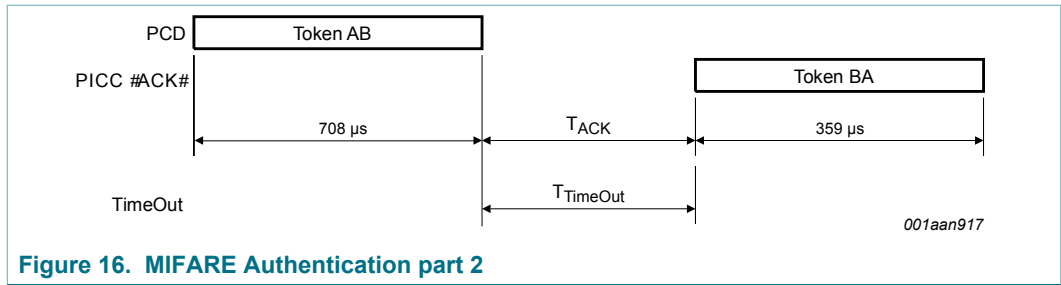 PCD
Token AB
PICC #ACK#
Token BA
708 µs
TACK
359 µs
TimeOut
TTimeOut
001aan917
Figure 16. MIFARE Authentication part 2